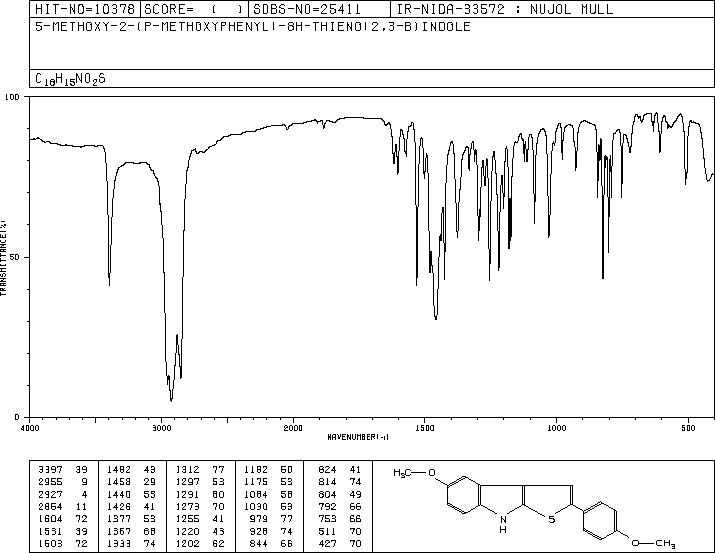 HIT-NO=10378 SCORE= ( ) SDBS-NO=25411 IR-NIDA-33572 : NUJOL MULL
5-METHOXY-2-(P-METHOXYPHENYL)-8H-THIENO(2,3-B)INDOLE
C18H15NO2S
100
50
0
TRANSMITTANCE(%)
4000 3000 2000 1500 1000 500
WAVENUMBER(-1)
3397 39 1482 43 1312 77 1182 50 824 41
2955 9 1458 29 1297 53 1175 53 814 74
2927 4 1440 55 1291 60 1084 58 804 49
2854 11 1426 41 1273 70 1030 53 792 66
1604 72 1377 53 1255 41 979 77 753 66
1531 39 1367 68 1220 43 928 74 511 70
1503 72 1333 74 1202 62 844 66 427 70
H3C O
N
H
S
O CH3